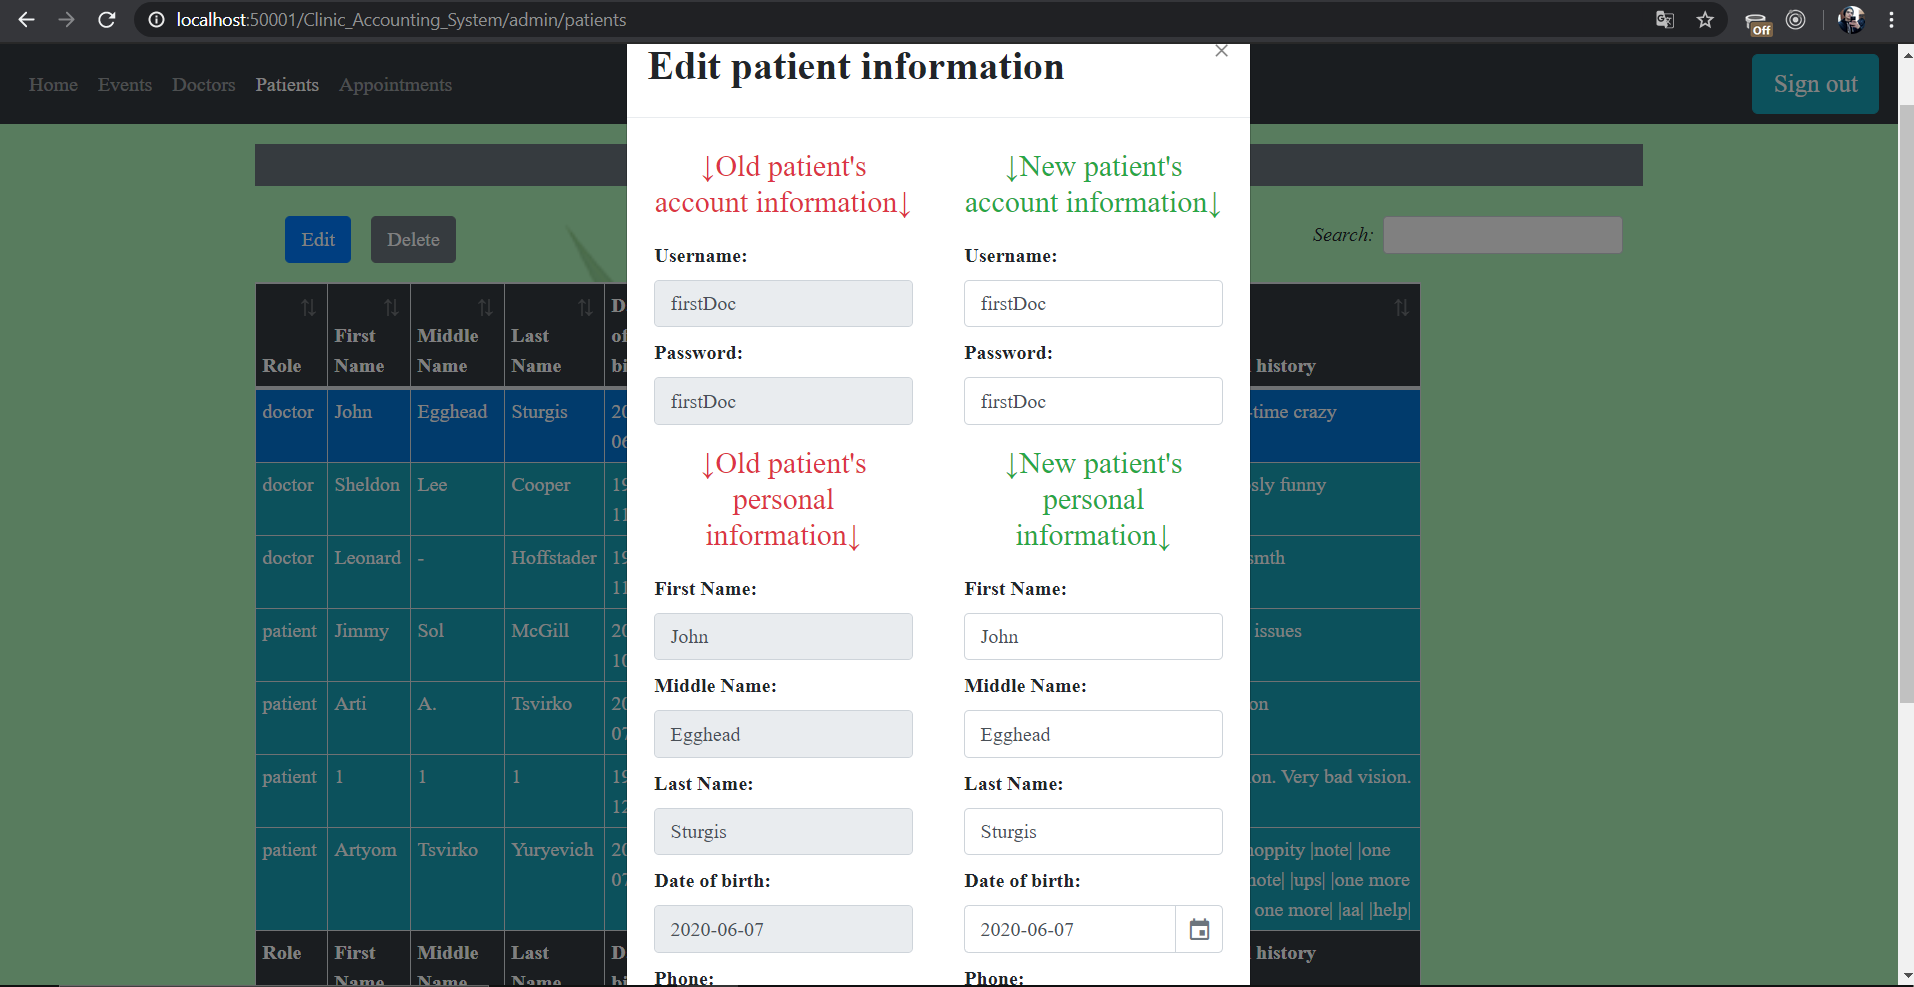 localhost:50001/Clinic_Accounting_System/admin/patients
Off
Home Events Doctors Patients Appointments
Sign out
Edit patient information
×
↓Old patient's
account information↓
↓New patient's
account information↓
Username:
Username:
firstDoc
firstDoc
Password:
Password:
firstDoc
firstDoc
↓Old patient's
personal
information↓
↓New patient's
personal
information↓
First Name:
First Name:
John
John
Middle Name:
Middle Name:
Egghead
Egghead
Last Name:
Last Name:
Sturgis
Sturgis
Date of birth:
Date of birth:
2020-06-07
2020-06-07
Phone:
Phone:
Edit Delete
Search:
Role
First
Name
Middle
Name
Last
Name
history
doctor John Egghead Sturgis 20
06
-time crazy
doctor Sheldon Lee Cooper 19
11
sly funny
doctor Leonard - Hoffstader 19
11
smth
patient Jimmy Sol McGill 20
10
issues
patient Arti A. Tsvirko 20
07
on
patient 1 1 1 19
12
on. Very bad vision.
patient Artyom Tsvirko Yuryevich 20
07
oppity |note| |one
note| |ups| |one more
one more| |aa| |help|
Role
First
Name
Middle
Name
Last
Name
history